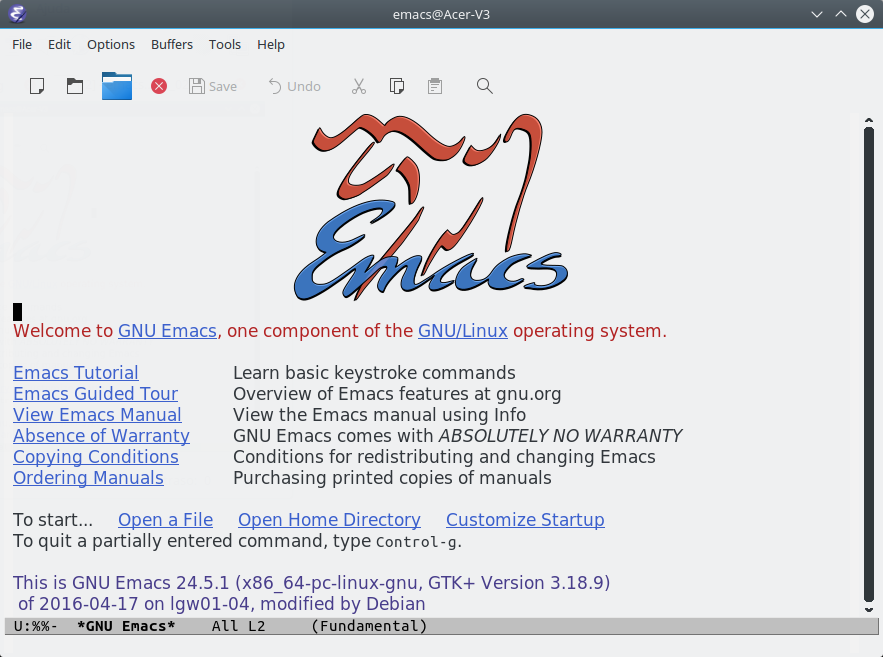 emacs@Acer-V3
File Edit Options Buffers Tools Help
Save Undo
Emacs
Welcome to GNU Emacs, one component of the GNU/Linux operating system.
Emacs Tutorial Learn basic keystroke commands
Emacs Guided Tour Overview of Emacs features at gnu.org
View Emacs Manual View the Emacs manual using Info
Absence of Warranty GNU Emacs comes with ABSOLUTELY NO WARRANTY
Copying Conditions Conditions for redistributing and changing Emacs
Ordering Manuals Purchasing printed copies of manuals
To start... Open a File Open Home Directory Customize Startup
To quit a partially entered command, type Control-g.
This is GNU Emacs 24.5.1 (x86_64-pc-linux-gnu, GTK+ Version 3.18.9)
of 2016-04-17 on lgw01-04, modified by Debian
U:%%- *GNU Emacs* All L2 (Fundamental)